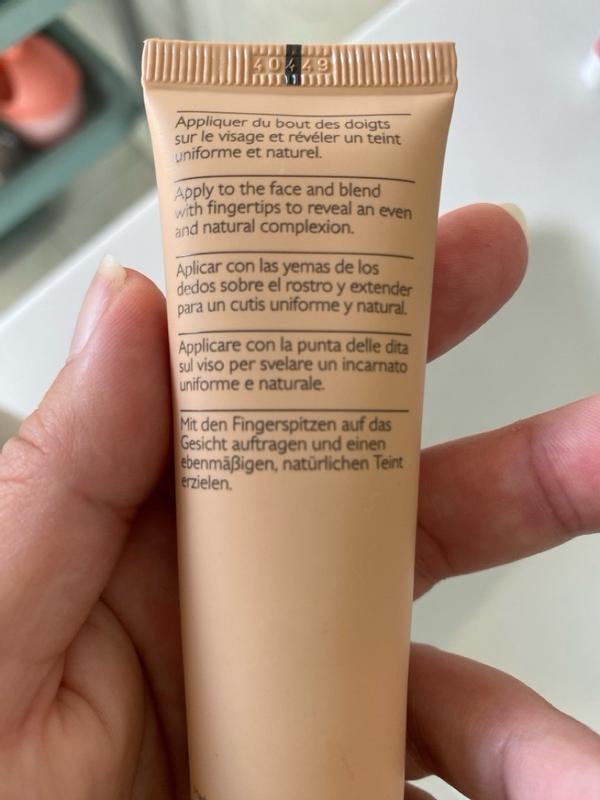 40449
Appliquer du bout des doigts
sur le visage et révéler un teint
uniforme et naturel.
Apply to the face and blend
with fingertips to reveal an even
and natural complexion.
Aplicar con las yemas de los
dedos sobre el rostro y extender
para un cutis uniforme y natural.
Applicare con la punta delle dita
sul viso per svelare un incarnato
uniforme e naturale.
Mit den Fingerspitzen auf das
Gesicht auftragen und einen
ebenmäßigen, natürlichen Teint
erzielen.